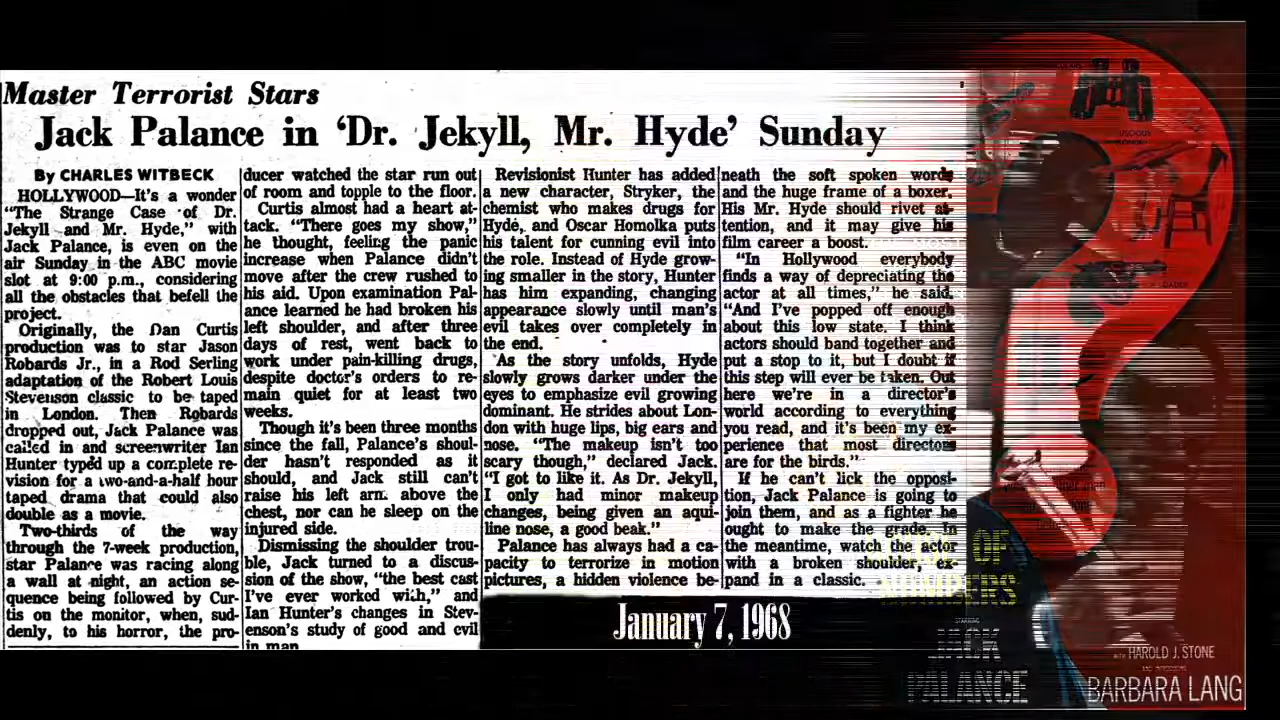 Master Terrorist Stars
Jack Palance in ‘Dr. Jekyll, Mr. Hyde’ Sunday
By CHARLES WITBECK
HOLLYWOOD—It’s a wonder
“The Strange Case of Dr.
Jekyll and Mr. Hyde,” with
Jack Palance, is even on the
air Sunday in the ABC movie
slot at 9:00 p.m., considering
all the obstacles that befell the
project.
Originally, the Dan Curtis
production was to star Jason
Robards Jr., in a Rod Serling
adaptation of the Robert Louis
Stevenson classic to be taped
in London. Then Robards
dropped out, Jack Palance was
called in and screenwriter Ian
Hunter typed up a complete re-
vision for a two-and-a-half hour
taped drama that could also
double as a movie.
Two-thirds of the way
through the 7-week production,
star Palance was racing along
a wall at night, an action se-
quence being followed by Cur-
tis on the monitor, when, sud-
denly, to his horror, the pro-
ducer watched the star run out
of room and topple to the floor.
Curtis almost had a heart at-
tack. “There goes my show,”
he thought, feeling the panic
increase when Palance didn’t
move after the crew rushed to
his aid. Upon examination Pal-
ance learned he had broken his
left shoulder, and after three
days of rest, went back to
work under pain-killing drugs,
despite doctor’s orders to re-
main quiet for at least two
weeks.
Though it’s been three months
since the fall, Palance’s shoul-
der hasn’t responded as it
should, and Jack still can’t
raise his left arm above the
chest, nor can he sleep on the
injured side.
Dismissing the shoulder trou-
ble, Jack turned to a discus-
sion of the show, “the best cast
I’ve ever worked with,” and
Ian Hunter’s changes in Stev-
enson’s study of good and evil
in man.
Revisionist Hunter has added
a new character, Stryker, the
chemist who makes drugs for
Hyde, and Oscar Homolka puts
his talent for cunning evil into
the role. Instead of Hyde grow-
ing smaller in the story, Hunter
has him expanding, changing
appearance slowly until man’s
evil takes over completely in
the end.
As the story unfolds, Hyde
slowly grows darker under the
eyes to emphasize evil growing
dominant. He strides about Lon-
don with huge lips, big ears and
nose. “The makeup isn’t too
scary though,” declared Jack.
“I got to like it. As Dr. Jekyll,
I only had minor makeup
changes, being given an aqui-
line nose, a good beak.”
Palance has always had a ca-
pacity to terrorize in motion
pictures, a hidden violence be-
neath the soft spoken words
and the huge frame of a boxer.
His Mr. Hyde should rivet at-
tention, and it may give his
film career a boost.
“In Hollywood everybody
finds a way of depreciating the
actor at all times,” he said.
“And I’ve popped off enough
about this low state. I think
actors should band together and
put a stop to it, but I doubt if
this step will ever be taken. Out
here we’re in a director’s
world according to everything
you read, and it’s been my ex-
perience that most directors
are for the birds.”
If he can’t lick the opposi-
tion, Jack Palance is going to
join them, and as a fighter he
ought to make the grade. In
the meantime, watch the actor
with a broken shoulder, ex-
pand in a classic.
January 7, 1968
OF
NUMBERS
JACK
PALANCE
WITH HAROLD J. STONE
BARBARA LANG